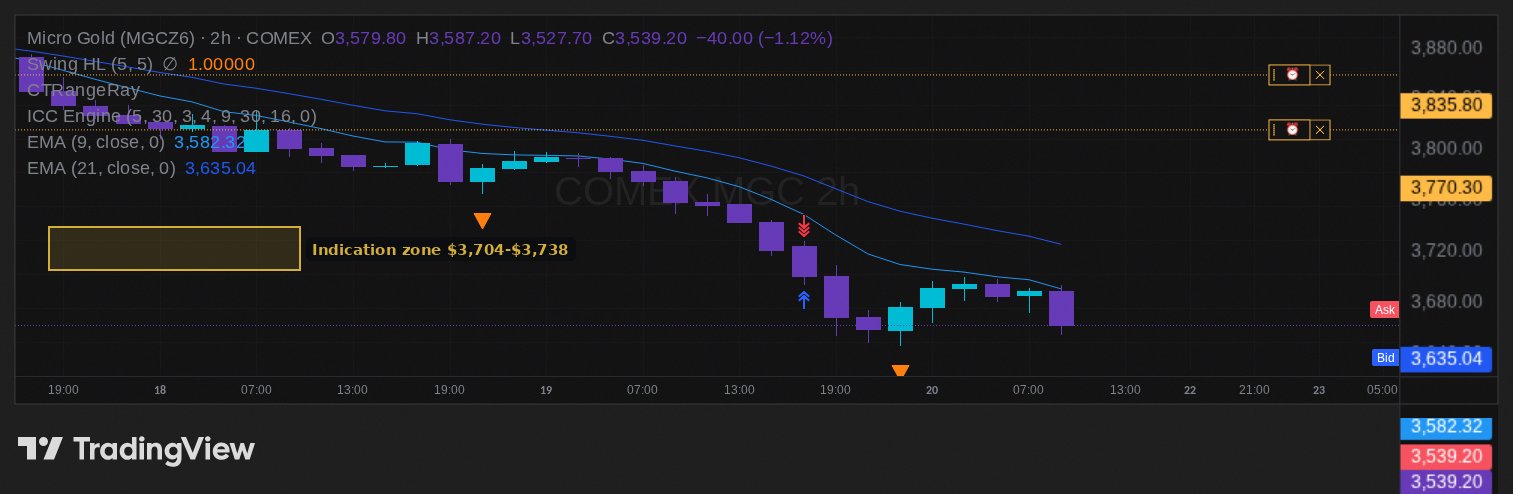 Micro Gold (MGCZ6) · 2h · COMEX O3,579.80 H3,587.20 L3,527.70 C3,539.20 −40.00 (−1.12%)
Swing HL (5, 5) ∅ 1.00000
CTRangeRay
ICC Engine (5, 30, 3, 4, 9, 30, 16, 0)
EMA (9, close, 0) 3,582.32
EMA (21, close, 0) 3,635.04
COMEX MGC 2h
Indication zone $3,704-$3,738
3,880.00
3,835.80
3,800.00
3,770.30
3,720.00
3,680.00
Ask
Bid
3,635.04
19:00 18 07:00 13:00 19:00 19 07:00 13:00 19:00 20 07:00 13:00 22 21:00 23 05:00
3,582.32
3,539.20
3,539.20
TradingView